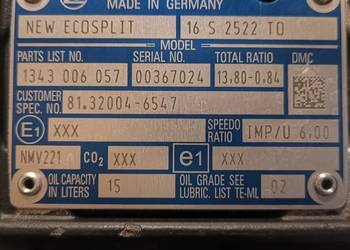 MADE IN GERMANY
NEW ECOSPLIT 16 S 2522 TO
MODEL
PARTS LIST NO. SERIAL NO. TOTAL RATIO DMC
1343 006 057 00367024 13,80-0,84
CUSTOMER SPEC. NO. 81.32004-6547
E1 XXX SPEEDO RATIO IMP/U 6,00
NMV221 CO2 XXX e1 XXX
OIL CAPACITY IN LITERS 15 OIL GRADE SEE LUBRIC. LIST TE-ML 02